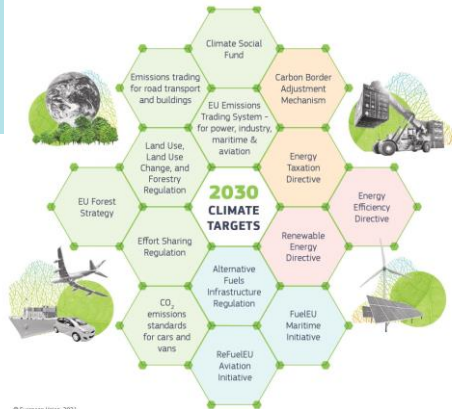 Climate Social
Fund
Emissions trading
for road transport
and buildings
Carbon Border
Adjustment
Mechanism
EU Emissions
Trading System -
for power, industry,
maritime &
aviation
Land Use,
Land Use
Change, and
Forestry
Regulation
Energy
Taxation
Directive
EU Forest
Strategy
2030
CLIMATE
TARGETS
Energy
Efficiency
Directive
Effort Sharing
Regulation
Renewable
Energy
Directive
Alternative
Fuels
Infrastructure
Regulation
CO2
emissions
standards
for cars and
vans
FuelEU
Maritime
Initiative
ReFuelEU
Aviation
Initiative
© European Union, 2021